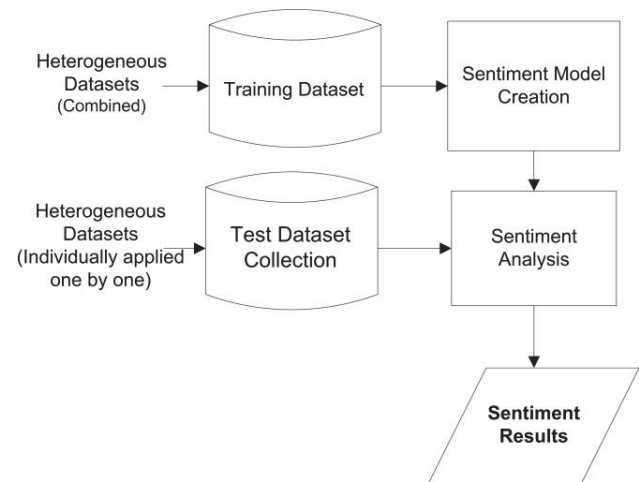 Heterogeneous
Datasets
(Combined)
Training Dataset
Sentiment Model
Creation
Heterogeneous
Datasets
(Individually applied
one by one)
Test Dataset
Collection
Sentiment
Analysis
Sentiment
Results